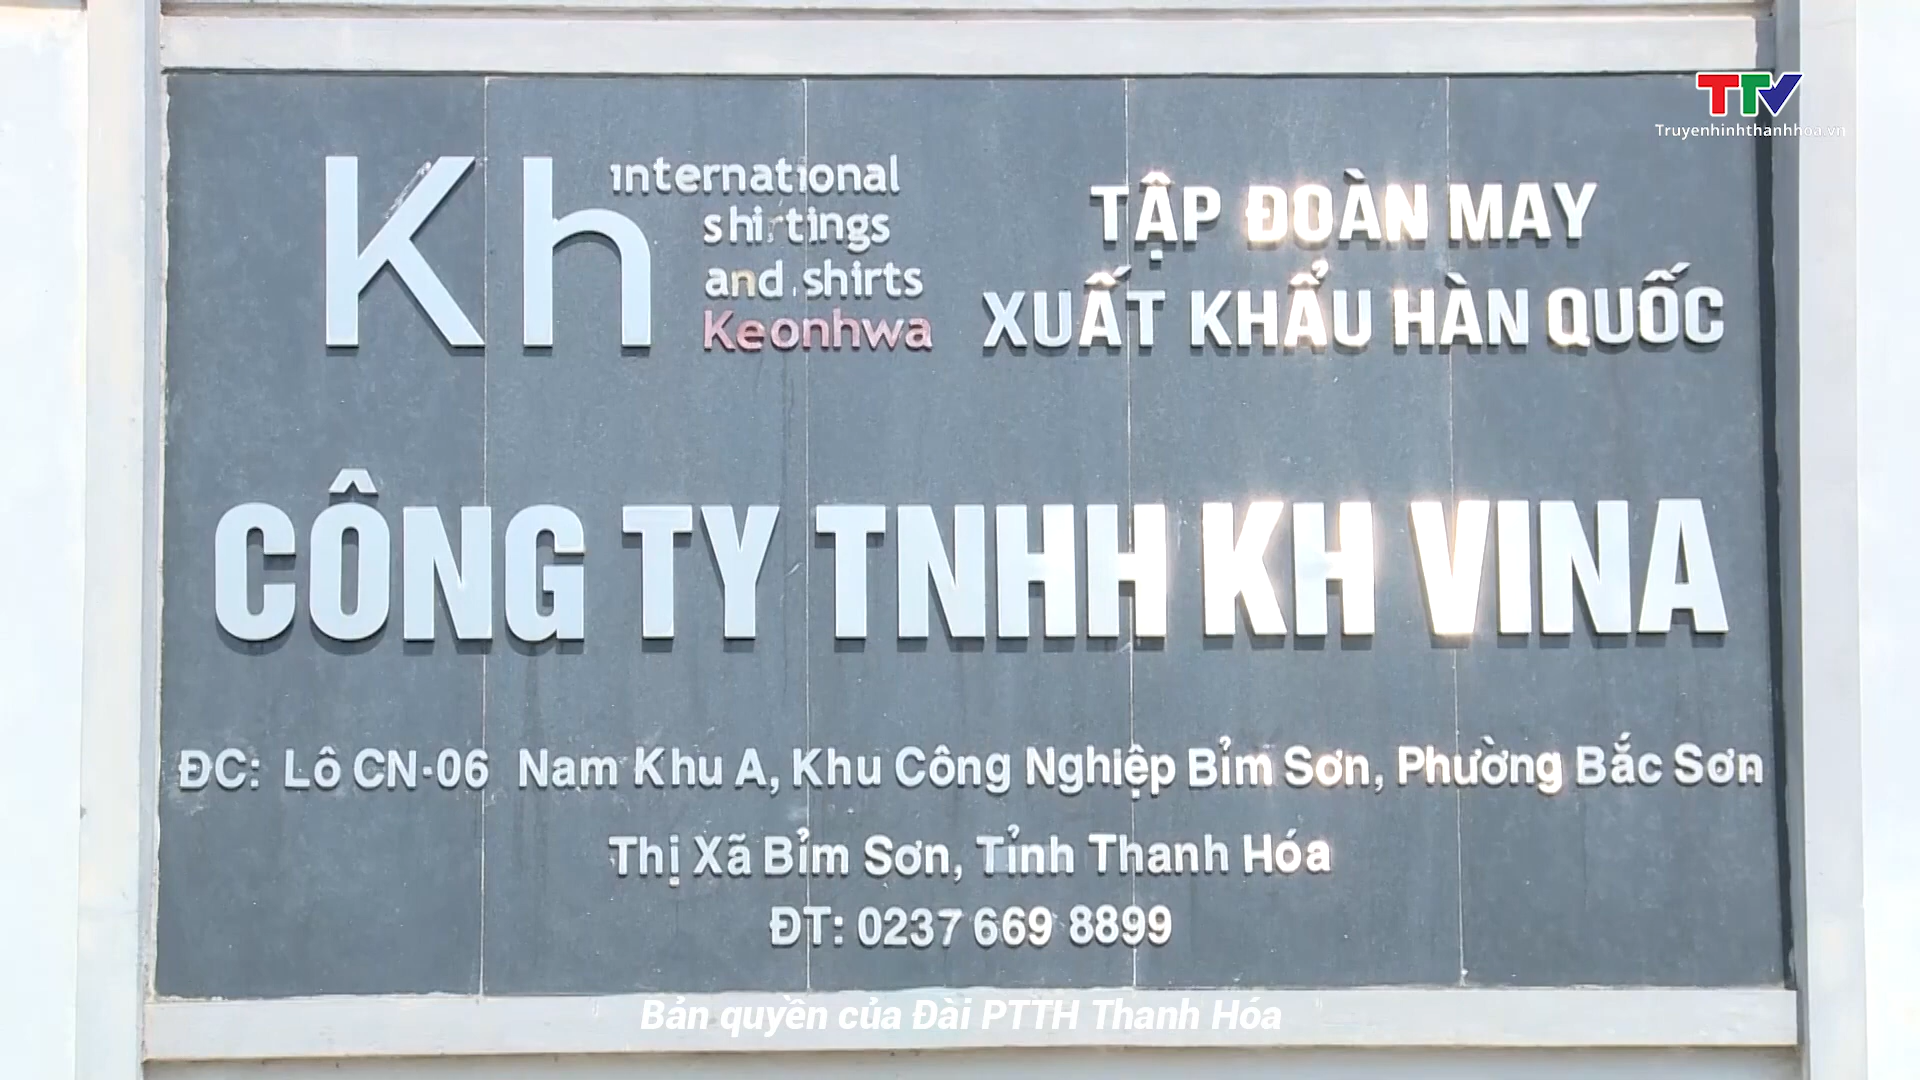 TTV
Truyenhinhthanhhoa.vn
Kh
international
shirtings
and shirts
Keonhwa
TẬP ĐOÀN MAY
XUẤT KHẨU HÀN QUỐC
CÔNG TY TNHH KH VINA
ĐC: Lô CN-06 Nam Khu A, Khu Công Nghiệp Bỉm Sơn, Phường Bắc Sơn
Thị Xã Bỉm Sơn, Tỉnh Thanh Hóa
ĐT: 0237 669 8899
Bản quyền của Đài PTTH Thanh Hóa